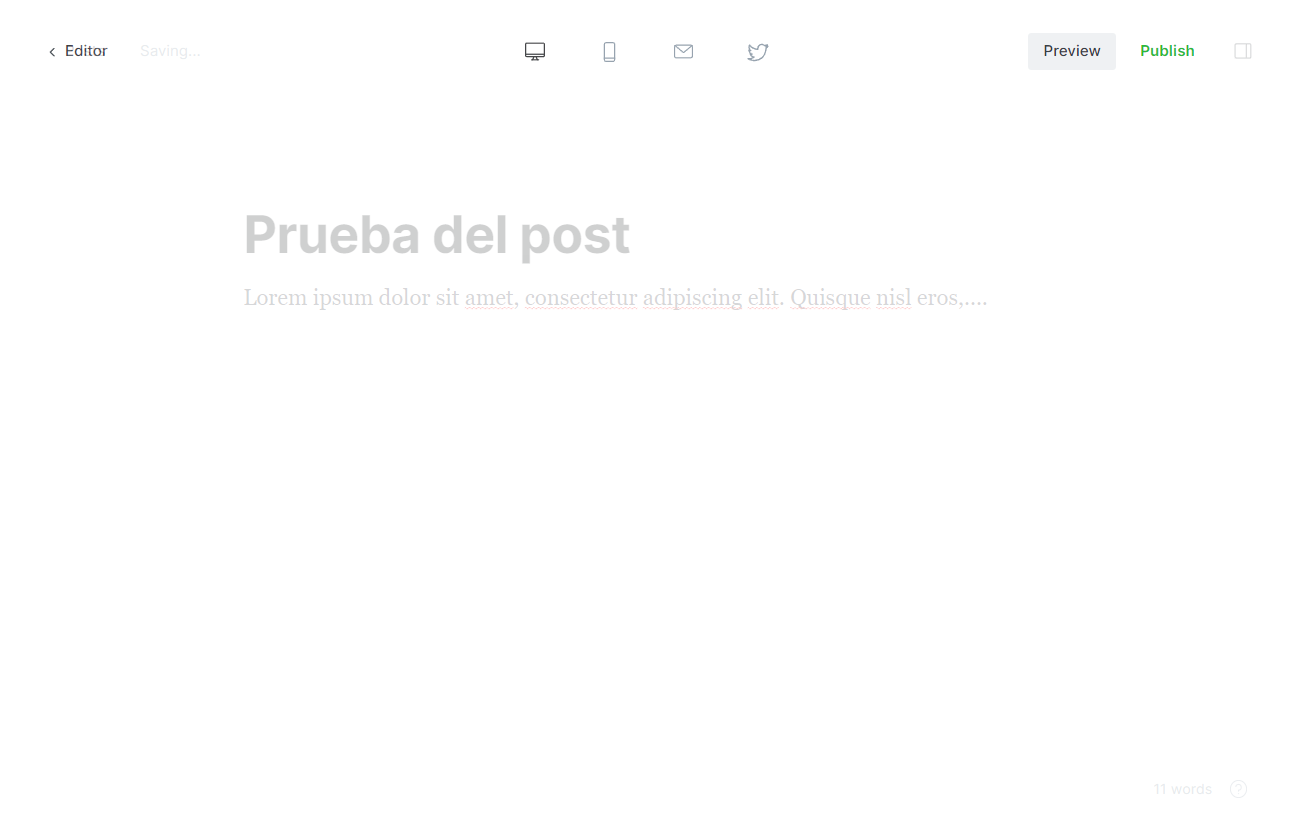 Editor
Saving...
Preview
Publish
Prueba del post
Lorem ipsum dolor sit amet, consectetur adipiscing elit. Quisque nisl eros,....
11 words
?